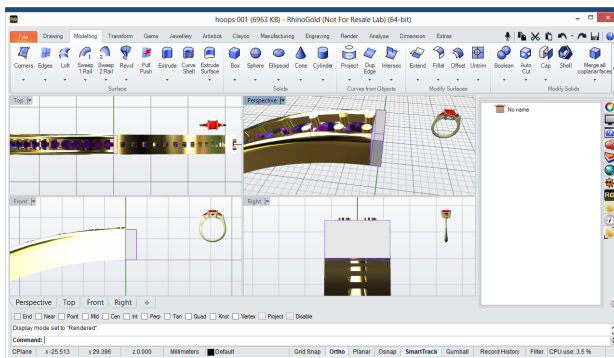 RG
hoops 001 (6963 KB) - RhinoGold (Not For Resale Lab) (64-bit)
File Drawing Modelling Transform Gems Jewellery Artistics Clayoo Manufacturing Engraving Render Analyse Dimension Extras
Corners Edges Loft Sweep 1 Rail Sweep 2 Rail Revol Pull Push Extrude Curve Shell Extrude Surface Box Sphere Ellipsoid Cone Cylinder Project Dup Edge Intersec Extend Fillet Offset Untrim Boolean Auto Cut Cap Shell Merge all coplanar faces
Surface Solids Curves from Objects Modify Surfaces Modify Solids
Top Perspective
No name
Front Right
RG
Perspective Top Front Right
End Near Point Mid Cen Int Perp Tan Quad Knot Vertex Project Disable
Display mode set to "Rendered".
Command:
CPlane x -25.513 y 29.396 z 0.000 Millimeters Default Grid Snap Ortho Planar Osnap SmartTrack Gumball Record History Filter CPU use: 3.5 %